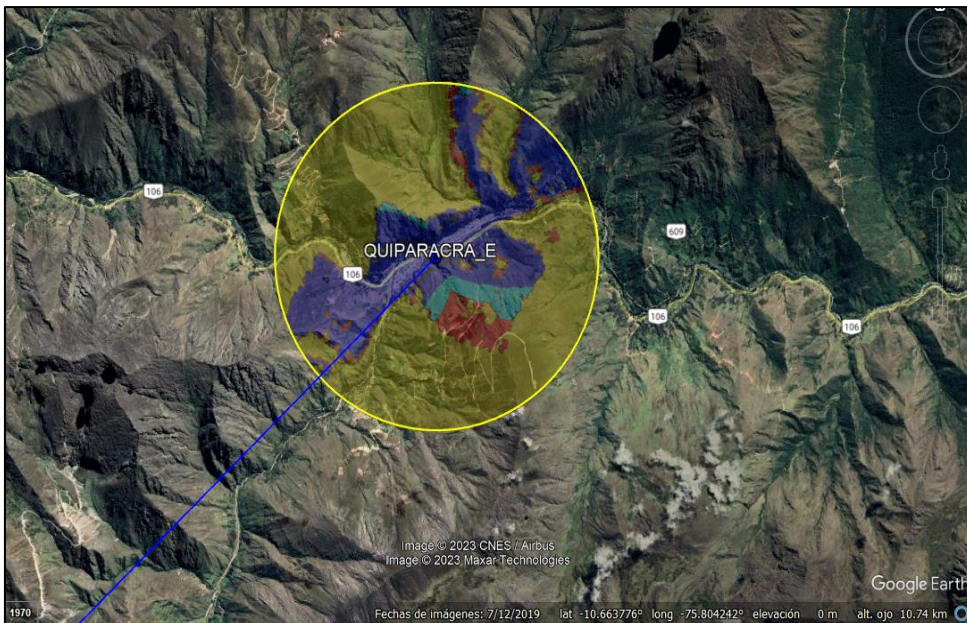 106
609
QUIPARACRA_E
106
106
106
Image © 2023 CNES / Airbus
Image © 2023 Maxar Technologies
Google Earth
1970
Fechas de imágenes: 7/12/2019 lat -10.663776° long -75.804242° elevación 0 m alt. ojo 10.74 km